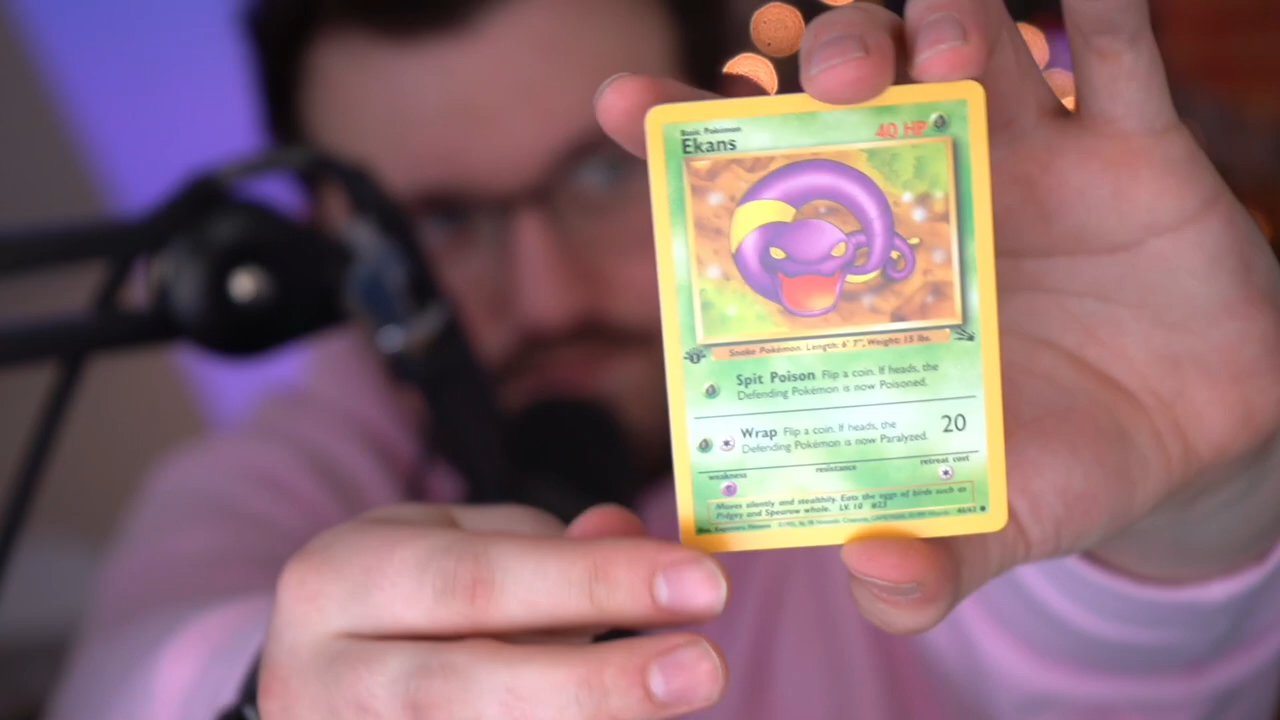 Basic Pokémon
Ekans
40 HP
1
Snake Pokémon. Length: 6' 7", Weight: 15 lbs.
Spit Poison Flip a coin. If heads, the
Defending Pokémon is now Poisoned.
Wrap Flip a coin. If heads, the
Defending Pokémon is now Paralyzed.
20
weakness
resistance
retreat cost
Moves silently and stealthily. Eats the eggs of birds such as
Pidgey and Spearow whole. LV. 10 #23
46/62